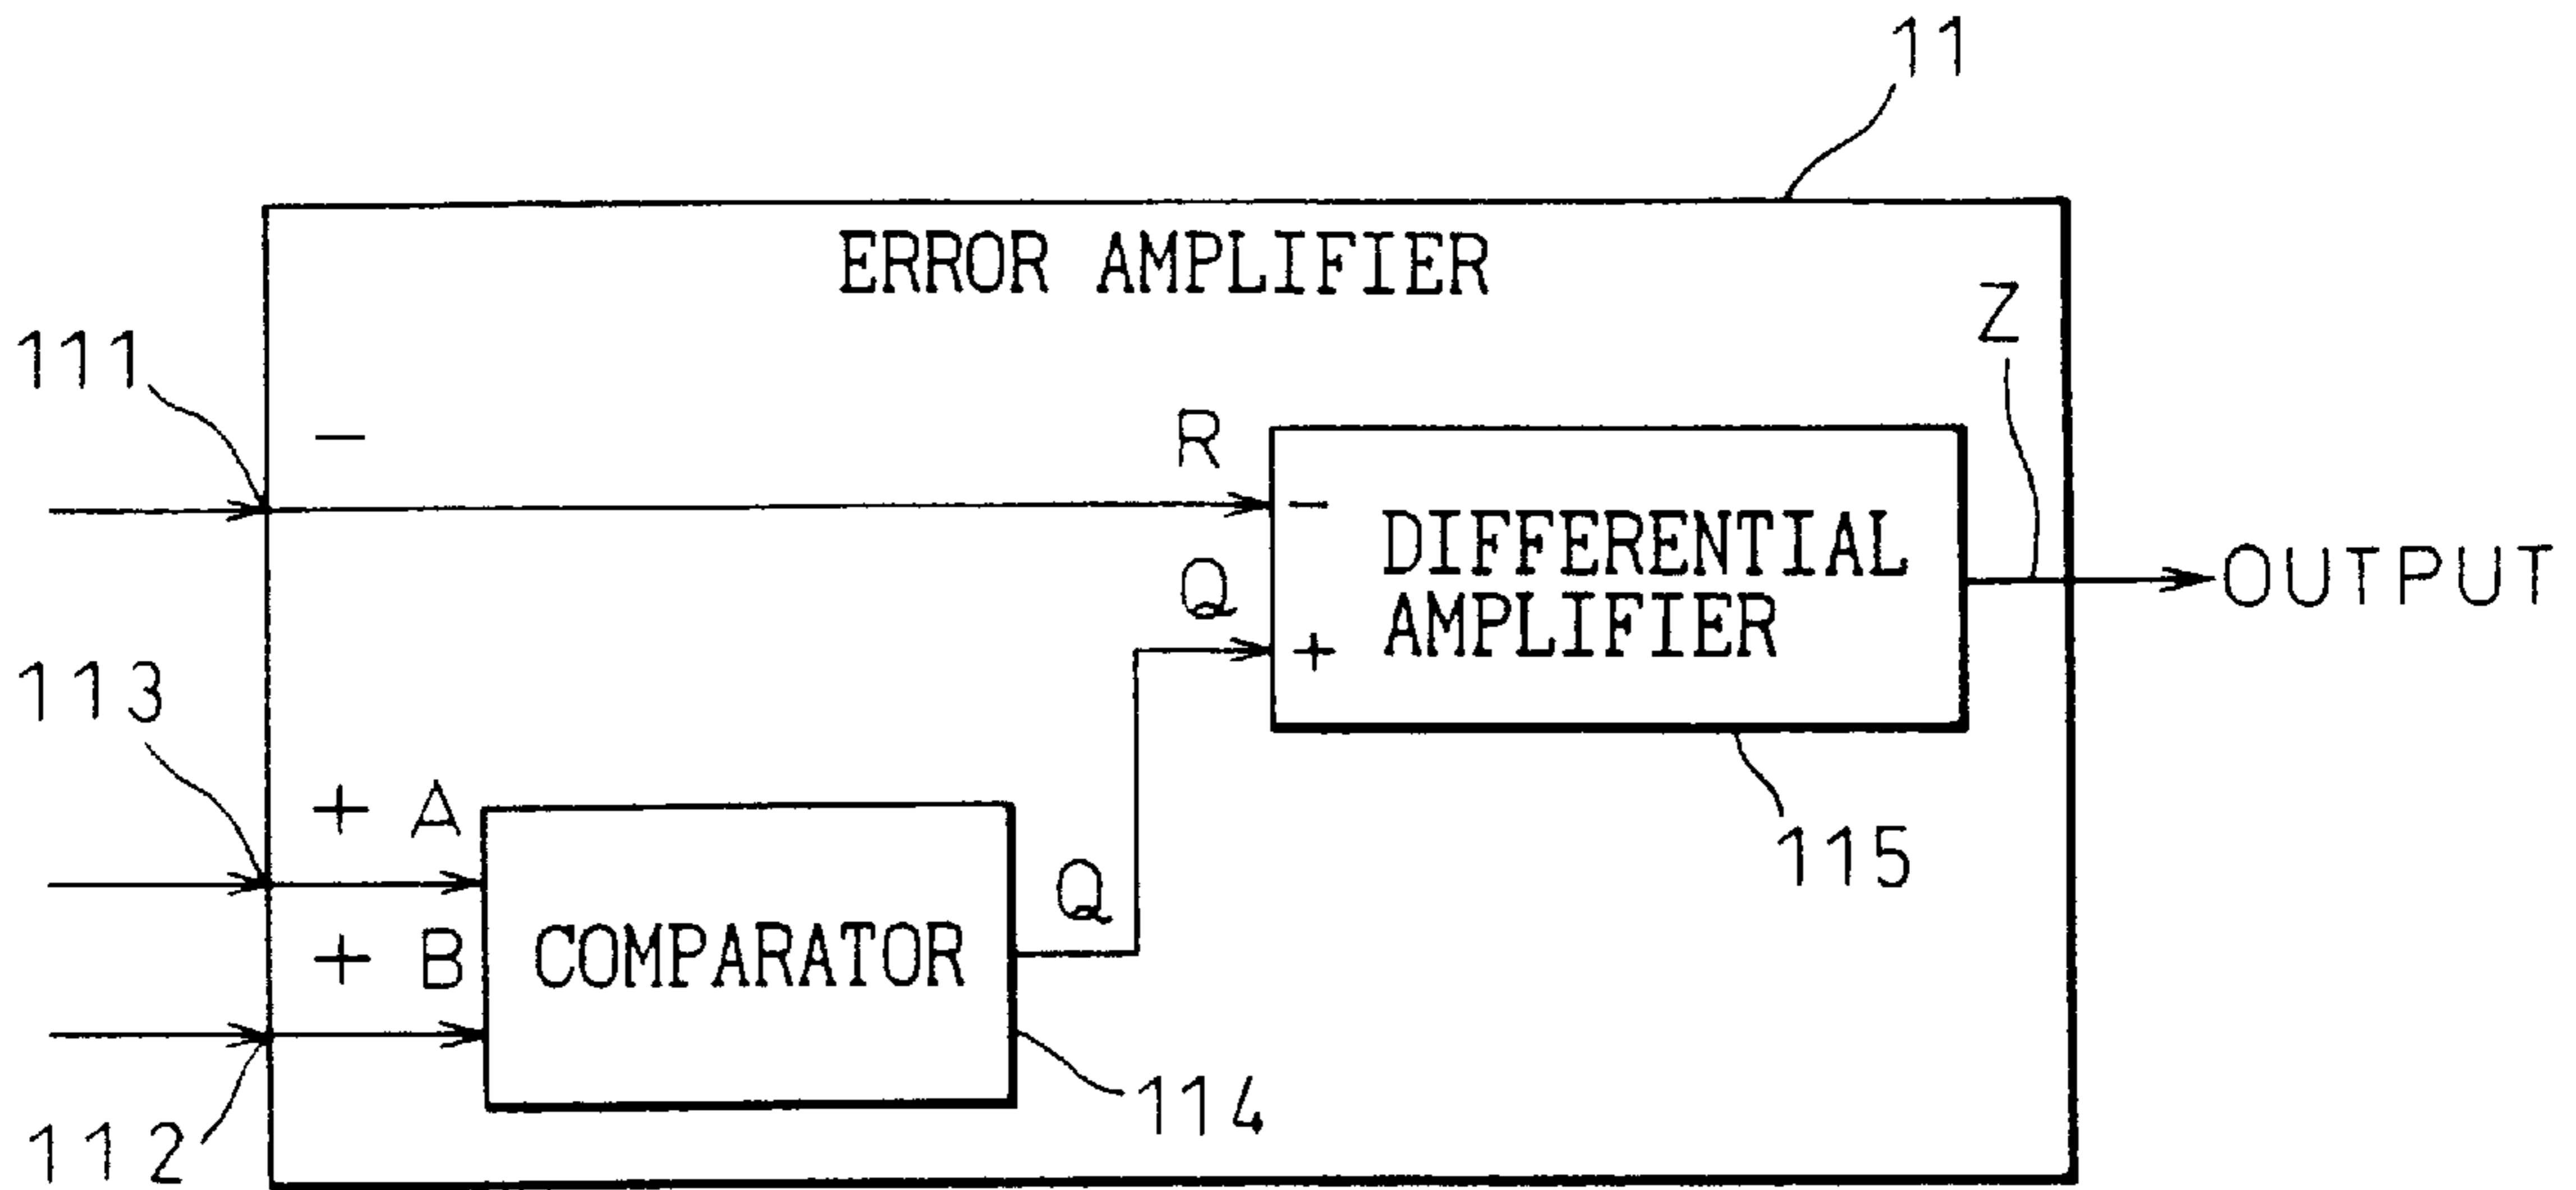 11
ERROR AMPLIFIER
Z
111
−
R
−
DIFFERENTIAL
AMPLIFIER
OUTPUT
Q
+
113
+ A
115
Q
COMPARATOR
+ B
114
112